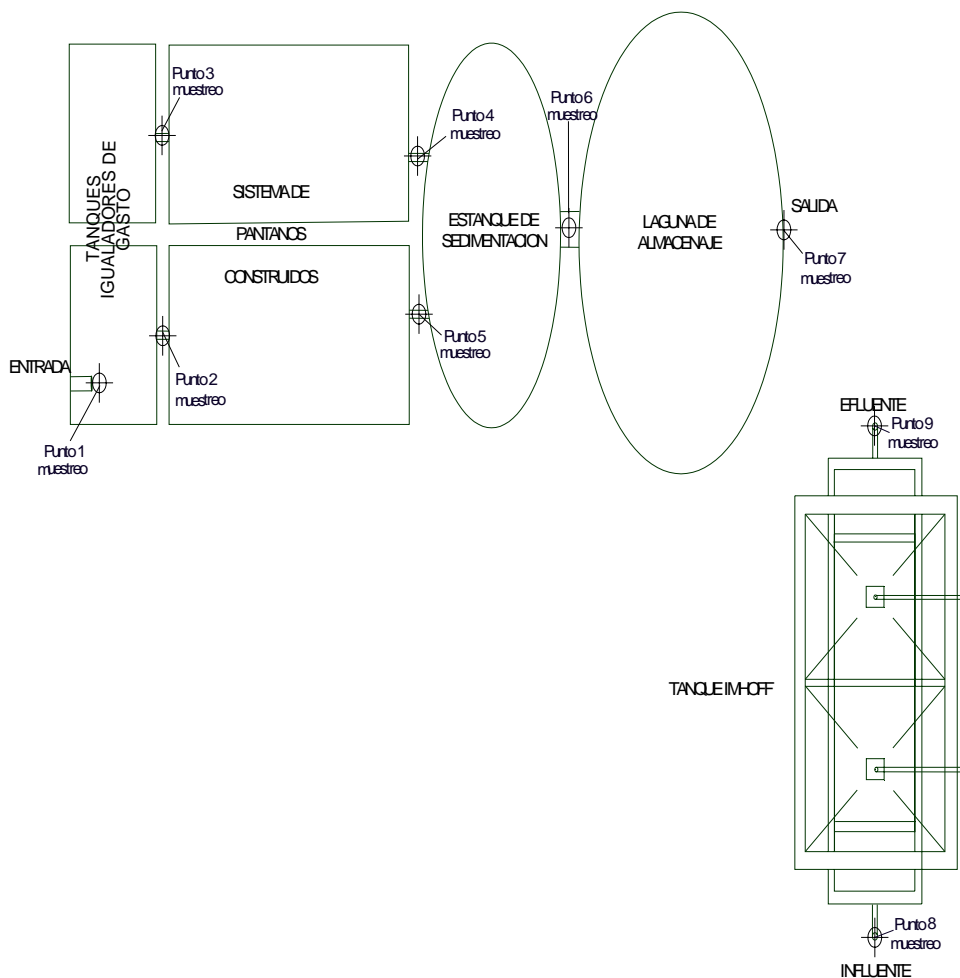 Punto 3
muestreo
Punto 4
muestreo
Punto 6
muestreo
TANQUES
IGUALADORES DE
GASTO
SISTEMA DE
PANTANOS
CONSTRUIDOS
ESTANQUE DE
SEDIMENTACION
LAGUNA DE
ALMACENAJE
SALIDA
Punto 7
muestreo
ENTRADA
Punto 2
muestreo
Punto 5
muestreo
Punto 1
muestreo
EFLUENTE
Punto 9
muestreo
TANQUE IMHOFF
Punto 8
muestreo
INFLUENTE